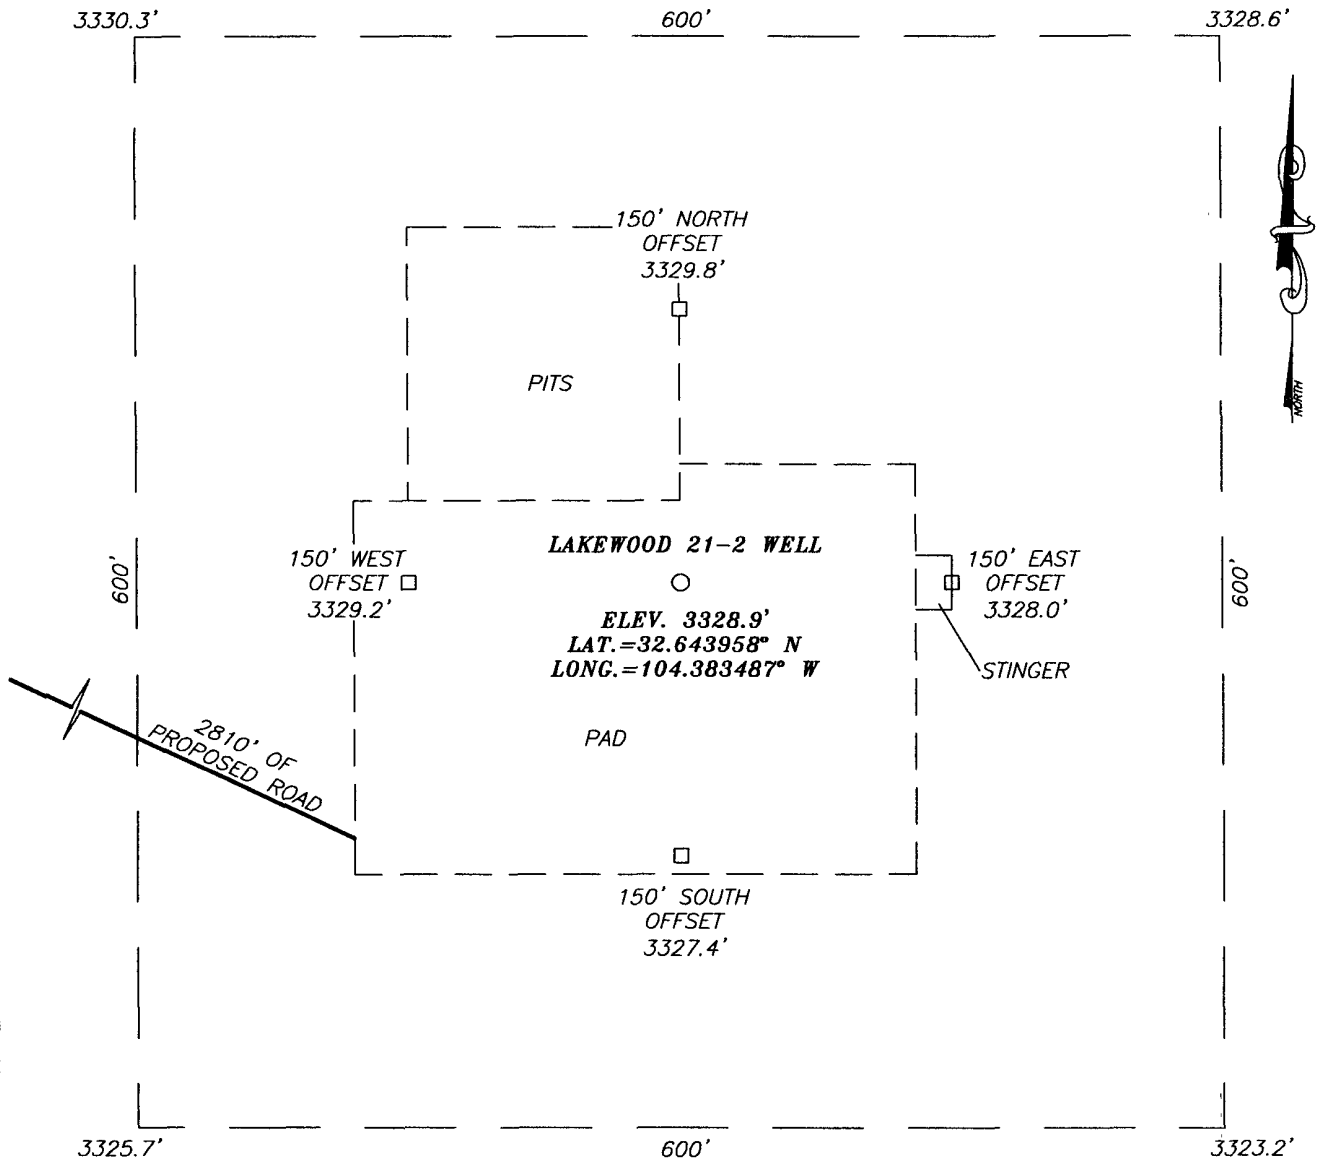 3330.3'
600'
3328.6'
NORTH
150' NORTH
OFFSET
3329.8'
PITS
LAKEWOOD 21-2 WELL
150' WEST
OFFSET
3329.2'
150' EAST
OFFSET
3328.0'
600'
600'
ELEV. 3328.9'
LAT.=32.643958° N
LONG.=104.383487° W
STINGER
2810' OF
PROPOSED ROAD
PAD
150' SOUTH
OFFSET
3327.4'
3325.7'
600'
3323.2'